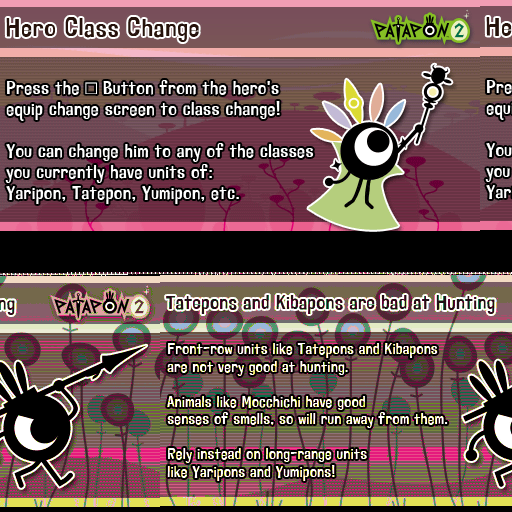 Hero Class Change
PATAPON 2
He
Press the □ Button from the hero's
equip change screen to class change!
You can change him to any of the classes
you currently have units of:
Yaripon, Tatepon, Yumipon, etc.
Pre
equ
You
you
Yar
ng
PATAPON 2
Tatepons and Kibapons are bad at Hunting
Front-row units like Tatepons and Kibapons
are not very good at hunting.
Animals like Mocchichi have good
senses of smells, so will run away from them.
Rely instead on long-range units
like Yaripons and Yumipons!